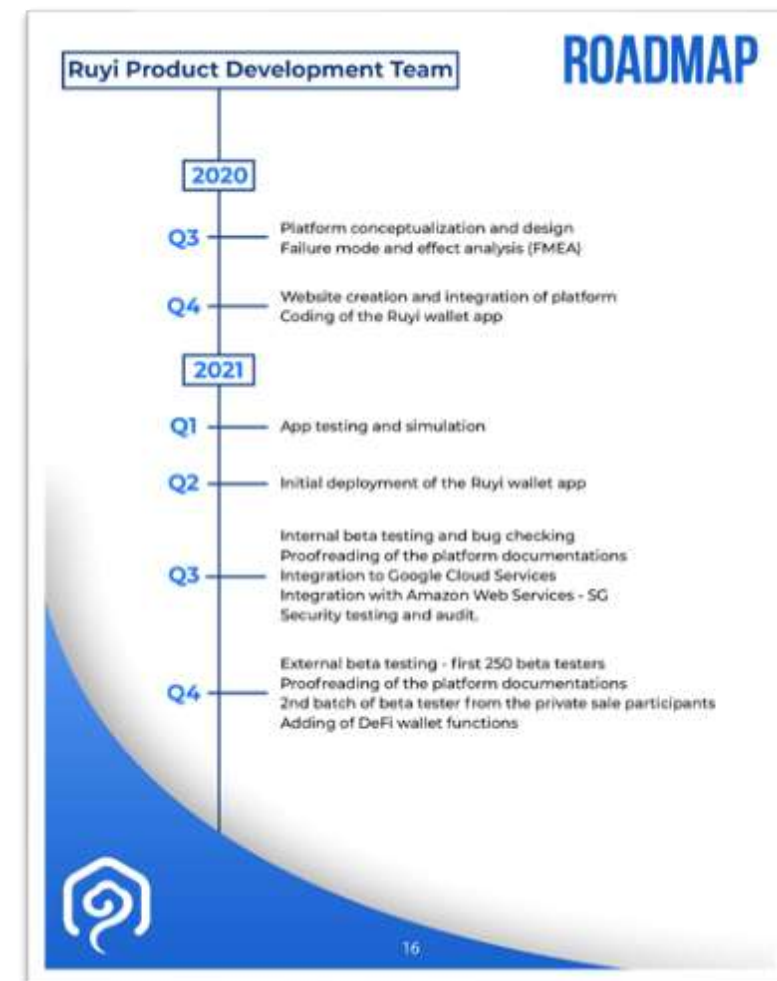 ROADMAP
Ruyi Product Development Team
2020
Q3
Platform conceptualization and design
Failure mode and effect analysis (FMEA)
Q4
Website creation and integration of platform
Coding of the Ruyi wallet app
2021
Q1
App testing and simulation
Q2
Initial deployment of the Ruyi wallet app
Q3
Internal beta testing and bug checking
Proofreading of the platform documentations
Integration to Google Cloud Services
Integration with Amazon Web Services - SG
Security testing and audit.
Q4
External beta testing - first 250 beta testers
Proofreading of the platform documentations
2nd batch of beta tester from the private sale participants
Adding of DeFi wallet functions
16